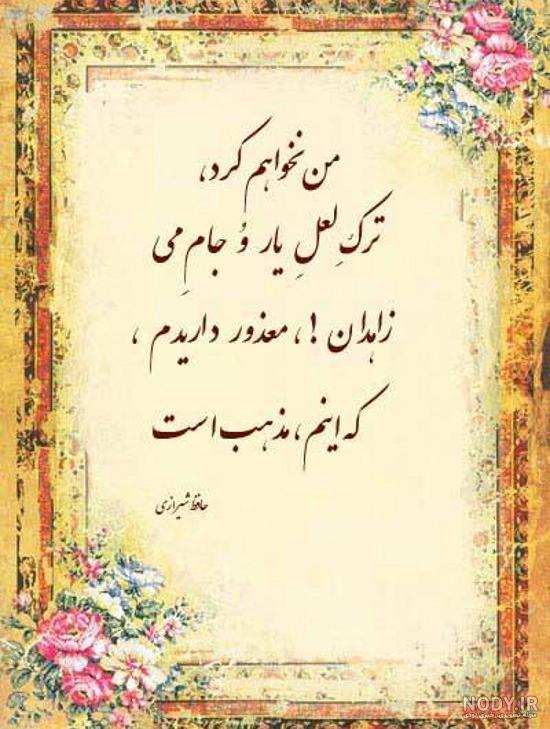 من نخواهم کرد،
ترکِ لعلِ یار وُ جامِ می
زاهدان !، معذور داریدم ،
که اینم، مذهب است
حافظ شیرازی
NODY.IR